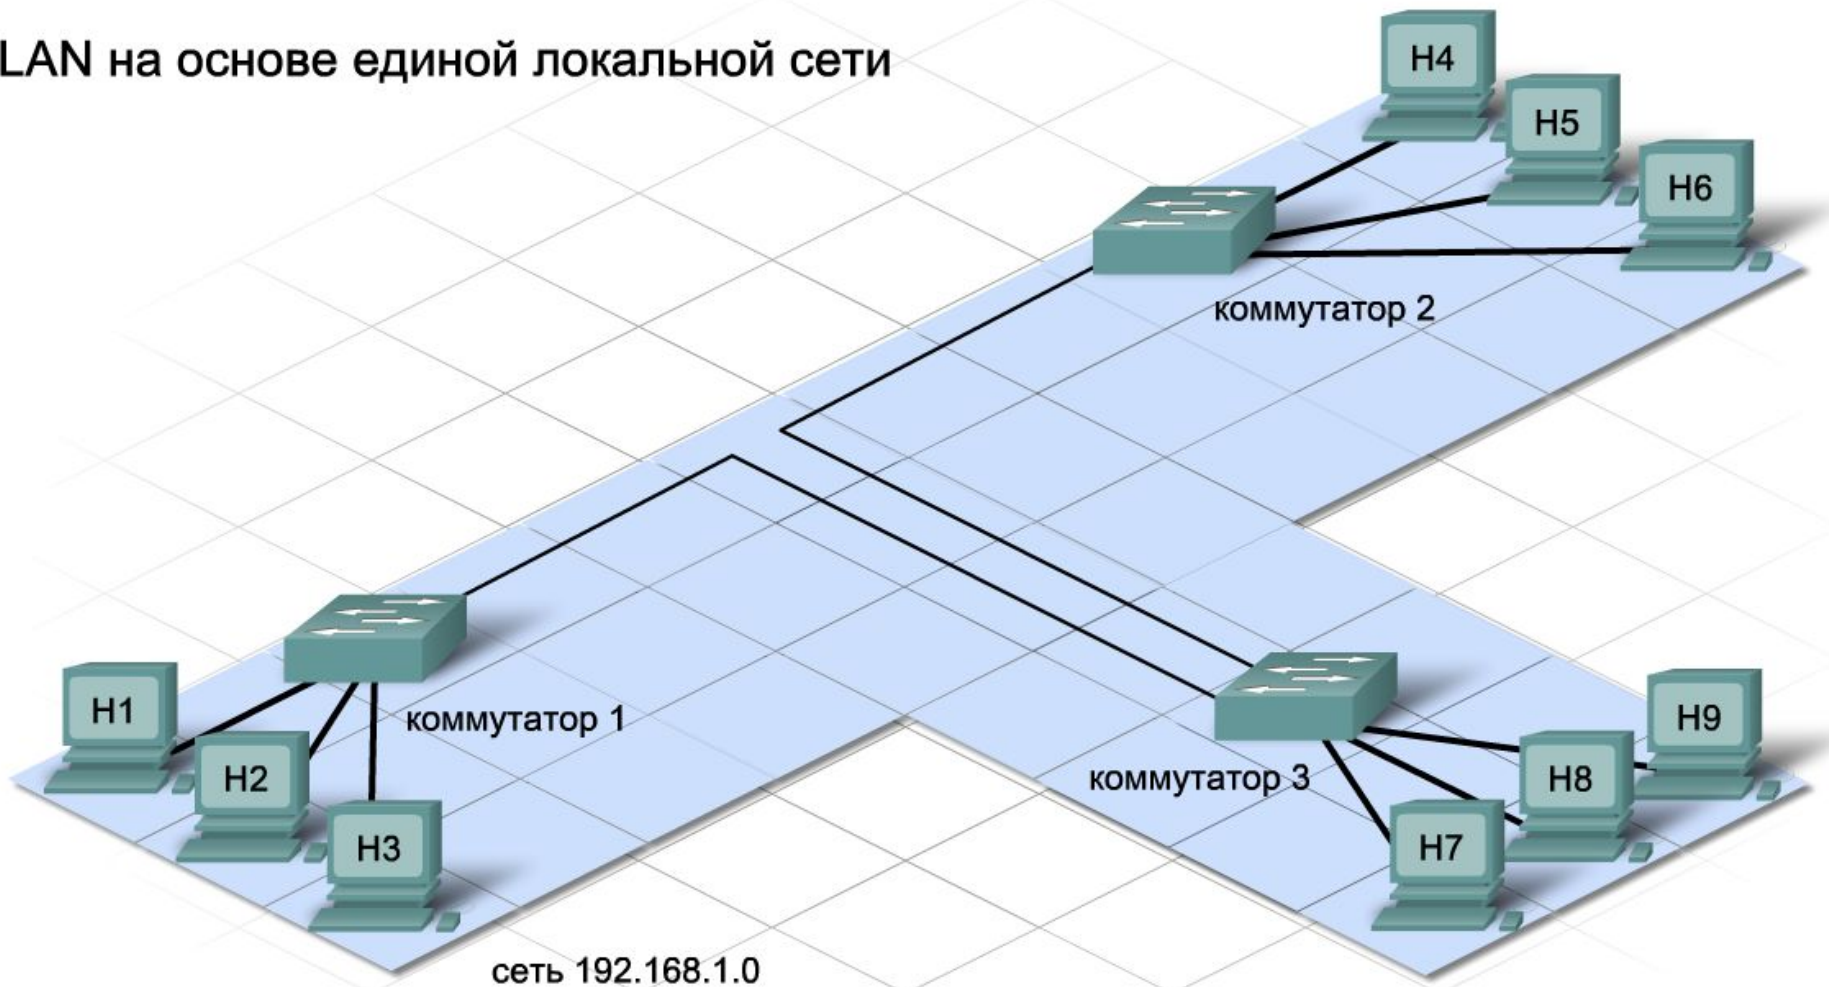 LAN на основе единой локальной сети
H4
H5
H6
коммутатор 2
H1
H2
H3
коммутатор 1
коммутатор 3
H9
H8
H7
сеть 192.168.1.0